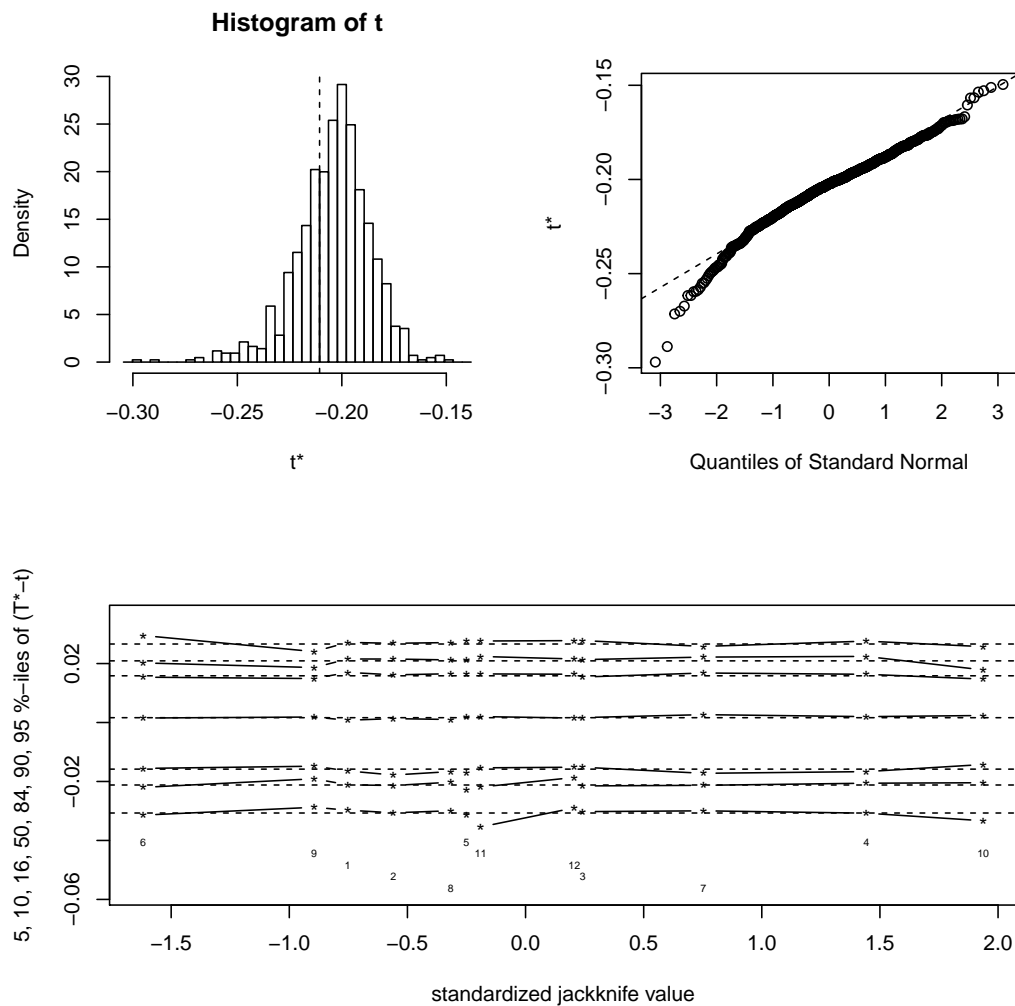 Histogram of t
Density
0 5 10 15 20 25 30
−0.30 −0.25 −0.20 −0.15
t*
t*
−0.30 −0.25 −0.20 −0.15
−3 −2 −1 0 1 2 3
Quantiles of Standard Normal
5, 10, 16, 50, 84, 90, 95 %−iles of (T*−t)
−0.06 −0.02 0.02
6 9 1 2 8 5 11 12 3 7 4 10
−1.5 −1.0 −0.5 0.0 0.5 1.0 1.5 2.0
standardized jackknife value